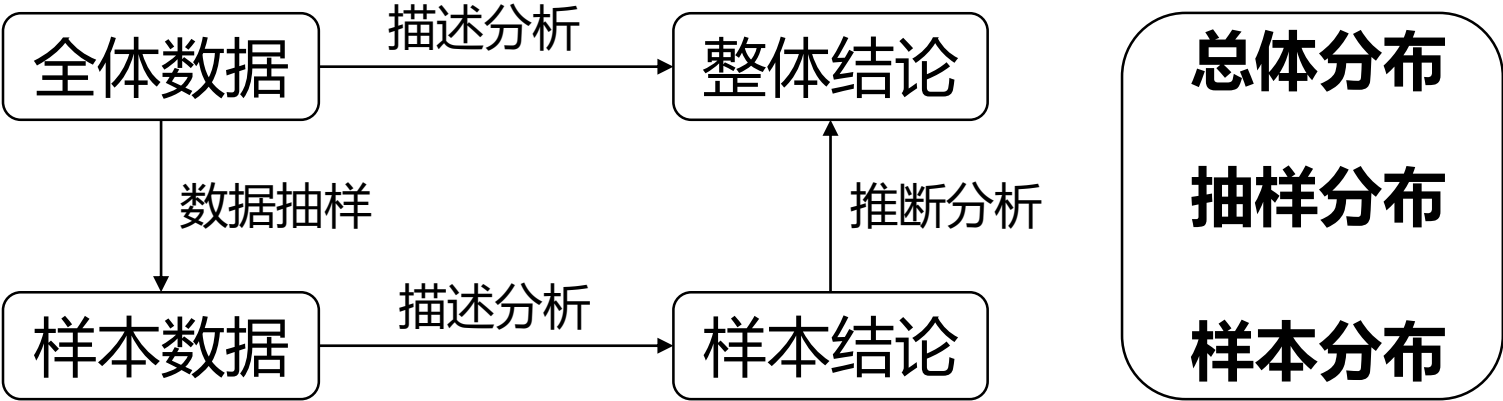 描述分析
全体数据
整体结论
总体分布
数据抽样
推断分析
抽样分布
描述分析
样本数据
样本结论
样本分布